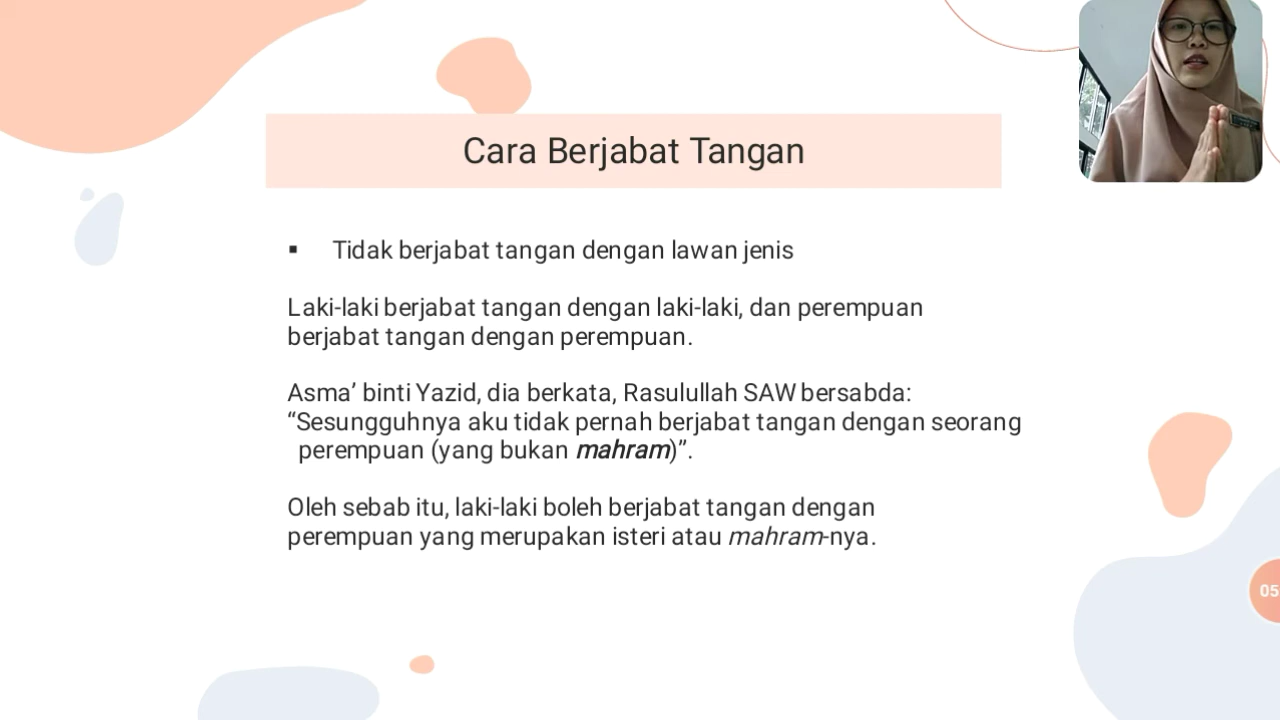 Cara Berjabat Tangan
▪ Tidak berjabat tangan dengan lawan jenis
Laki-laki berjabat tangan dengan laki-laki, dan perempuan
berjabat tangan dengan perempuan.
Asma’ binti Yazid, dia berkata, Rasulullah SAW bersabda:
“Sesungguhnya aku tidak pernah berjabat tangan dengan seorang
perempuan (yang bukan mahram)”.
Oleh sebab itu, laki-laki boleh berjabat tangan dengan
perempuan yang merupakan isteri atau mahram-nya.
05